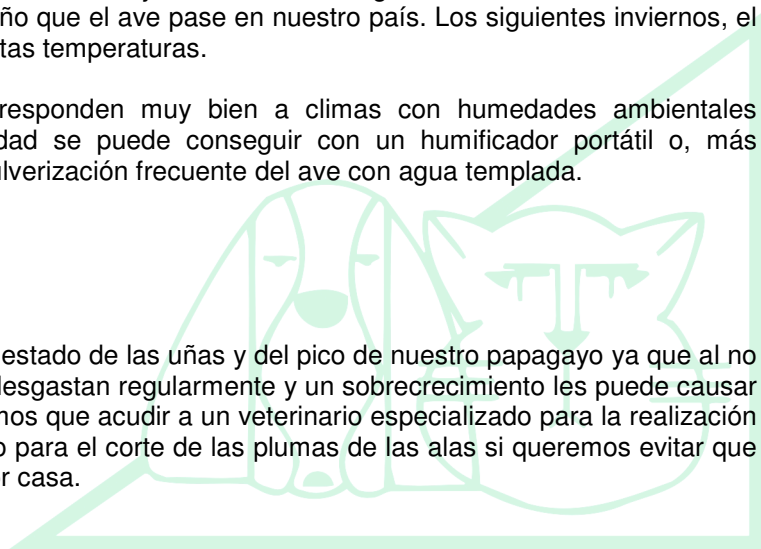 ño que el ave pase en nuestro país. Los siguientes inviernos, el
tas temperaturas.
responden muy bien a climas con humedades ambientales
dad se puede conseguir con un humificador portátil o, más
ulverización frecuente del ave con agua templada.
estado de las uñas y del pico de nuestro papagayo ya que al no
desgastan regularmente y un sobrecrecimiento les puede causar
mos que acudir a un veterinario especializado para la realización
o para el corte de las plumas de las alas si queremos evitar que
r casa.